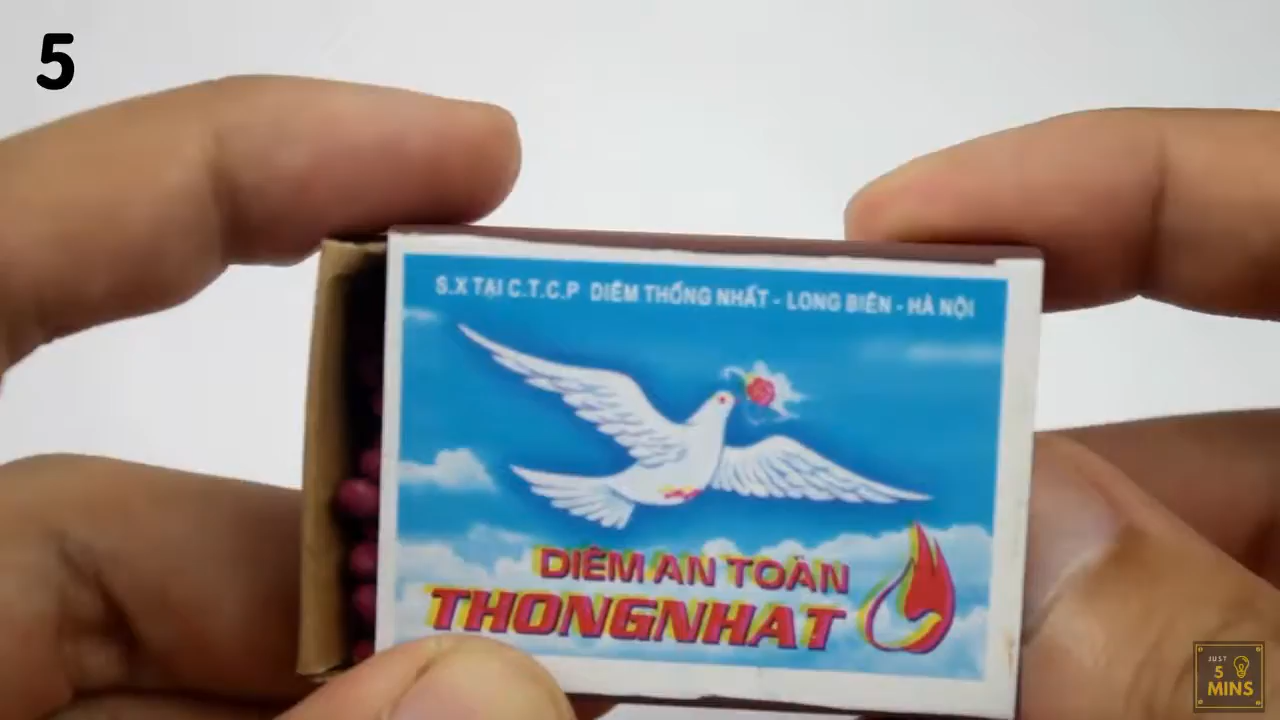 5
S.X TẠI C.T.C.P DIÊM THỐNG NHẤT - LONG BIÊN - HÀ NỘI
DIÊM AN TOÀN
THONGNHAT
JUST
5
MINS